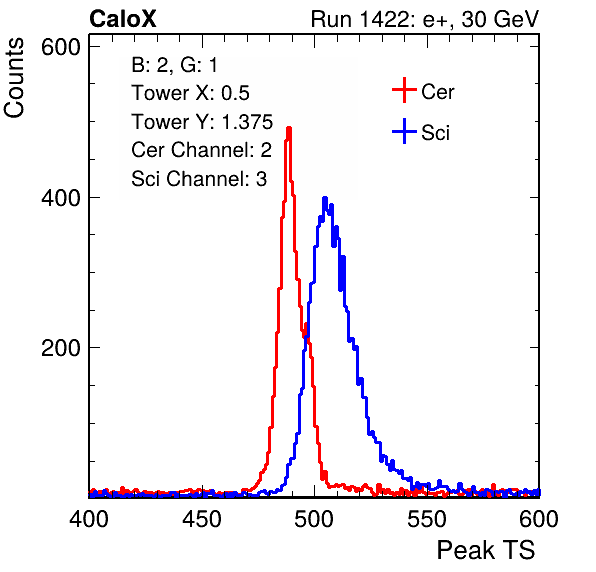 CaloX Run 1422: e+, 30 GeV
Counts
600
400
200
B: 2, G: 1
Tower X: 0.5
Tower Y: 1.375
Cer Channel: 2
Sci Channel: 3
Cer
Sci
400 450 500 550 600
Peak TS